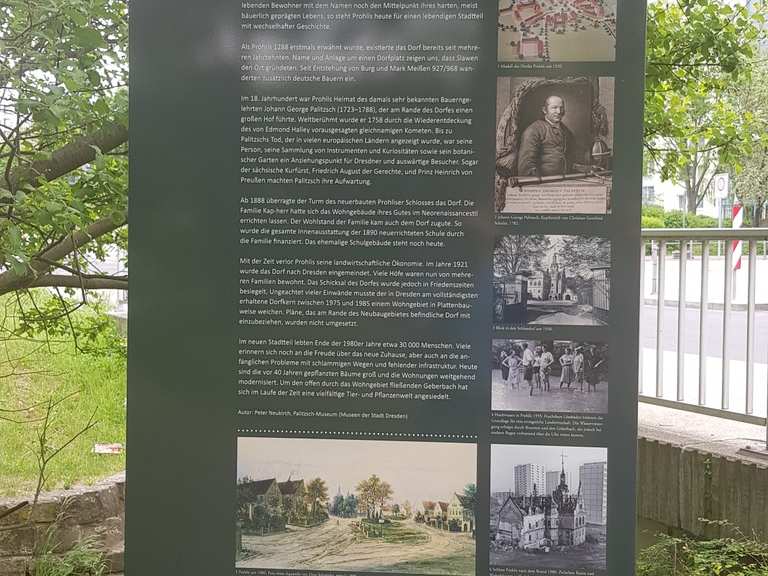 lebenden Bewohner mit dem Namen noch den Mittelpunkt ihres harten, meist
bäuerlich geprägten Lebens, so steht Prohlis heute für einen lebendigen Stadtteil
mit wechselhafter Geschichte.
Als Prohlis 1288 erstmals erwähnt wurde, existierte das Dorf bereits seit mehre-
ren Jahrzehnten. Name und Anlage um einen Dorfplatz zeigen uns, dass Slawen
den Ort gründeten. Seit Entstehung von Burg und Mark Meißen 927/968 wan-
derten zusätzlich deutsche Bauern ein.
Im 18. Jahrhundert war Prohlis Heimat des damals sehr bekannten Bauernge-
lehrten Johann George Palitzsch (1723–1788), der am Rande des Dorfes einen
großen Hof führte. Weltberühmt wurde er 1758 durch die Wiederentdeckung
des von Edmond Halley vorausgesagten gleichnamigen Kometen. Bis zu
Palitzschs Tod, der in vielen europäischen Ländern angezeigt wurde, war seine
Person, seine Sammlung von Instrumenten und Kuriositäten sowie sein botani-
scher Garten ein Anziehungspunkt für Dresdner und auswärtige Besucher. Sogar
der sächsische Kurfürst, Friedrich August der Gerechte, und Prinz Heinrich von
Preußen machten Palitzsch ihre Aufwartung.
Ab 1888 überragte der Turm des neuerbauten Prohliser Schlosses das Dorf. Die
Familie Kap-herr hatte sich das Wohngebäude ihres Gutes im Neorenaissancestil
errichten lassen. Der Wohlstand der Familie kam auch dem Dorf zugute. So
wurde die gesamte Innenausstattung der 1890 neuerrichteten Schule durch
die Familie finanziert. Das ehemalige Schulgebäude steht noch heute.
Mit der Zeit verlor Prohlis seine landwirtschaftliche Ökonomie. Im Jahre 1921
wurde das Dorf nach Dresden eingemeindet. Viele Höfe waren nun von mehre-
ren Familien bewohnt. Das Schicksal des Dorfes wurde jedoch in Friedenszeiten
besiegelt. Ungeachtet vieler Einwände musste der in Dresden am vollständigsten
erhaltene Dorfkern zwischen 1975 und 1985 einem Wohngebiet in Plattenbau-
weise weichen. Pläne, das am Rande des Neubaugebietes befindliche Dorf mit
einzubeziehen, wurden nicht umgesetzt.
Im neuen Stadtteil lebten Ende der 1980er Jahre etwa 30 000 Menschen. Viele
erinnern sich noch an die Freude über das neue Zuhause, aber auch an die an-
fänglichen Probleme mit schlammigen Wegen und fehlender Infrastruktur. Heute
sind die vor 40 Jahren gepflanzten Bäume groß und die Wohnungen weitgehend
modernisiert. Um den offen durch das Wohngebiet fließenden Geberbach hat
sich im Laufe der Zeit eine vielfältige Tier- und Pflanzenwelt angesiedelt.
Autor: Peter Neukirch, Palitzsch-Museum (Museen der Stadt Dresden)